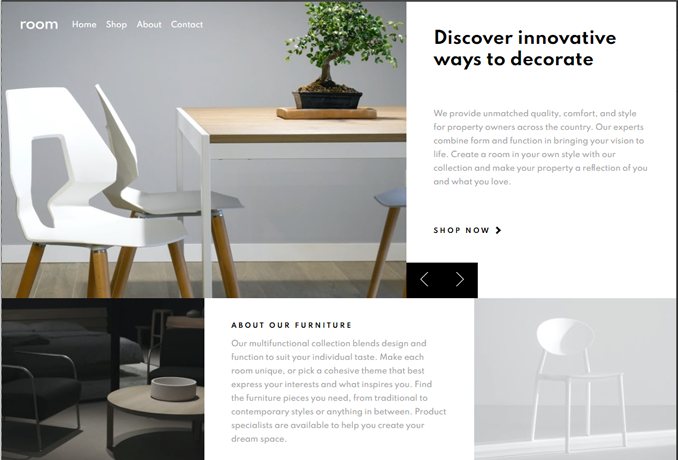 room Home Shop About Contact
Discover innovative
ways to decorate
We provide unmatched quality, comfort, and style
for property owners across the country. Our experts
combine form and function in bringing your vision to
life. Create a room in your own style with our
collection and make your property a reflection of you
and what you love.
SHOP NOW
ABOUT OUR FURNITURE
Our multifunctional collection blends design and
function to suit your individual taste. Make each
room unique, or pick a cohesive theme that best
express your interests and what inspires you. Find
the furniture pieces you need, from traditional to
contemporary styles or anything in between. Product
specialists are available to help you create your
dream space.